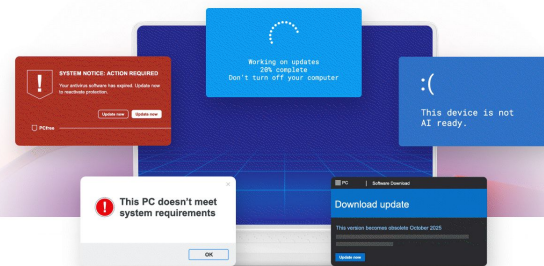 Working on updates
20% complete
Don't turn off your computer
SYSTEM NOTICE: ACTION REQUIRED
Your antivirus software has expired. Update now
to reactivate protection.
Update now
Update now
PCfree
:(
This device is not
AI ready.
This PC doesn't meet
system requirements
OK
PC | Software Download
Download update
This version becomes obsolete October 2025
Update now